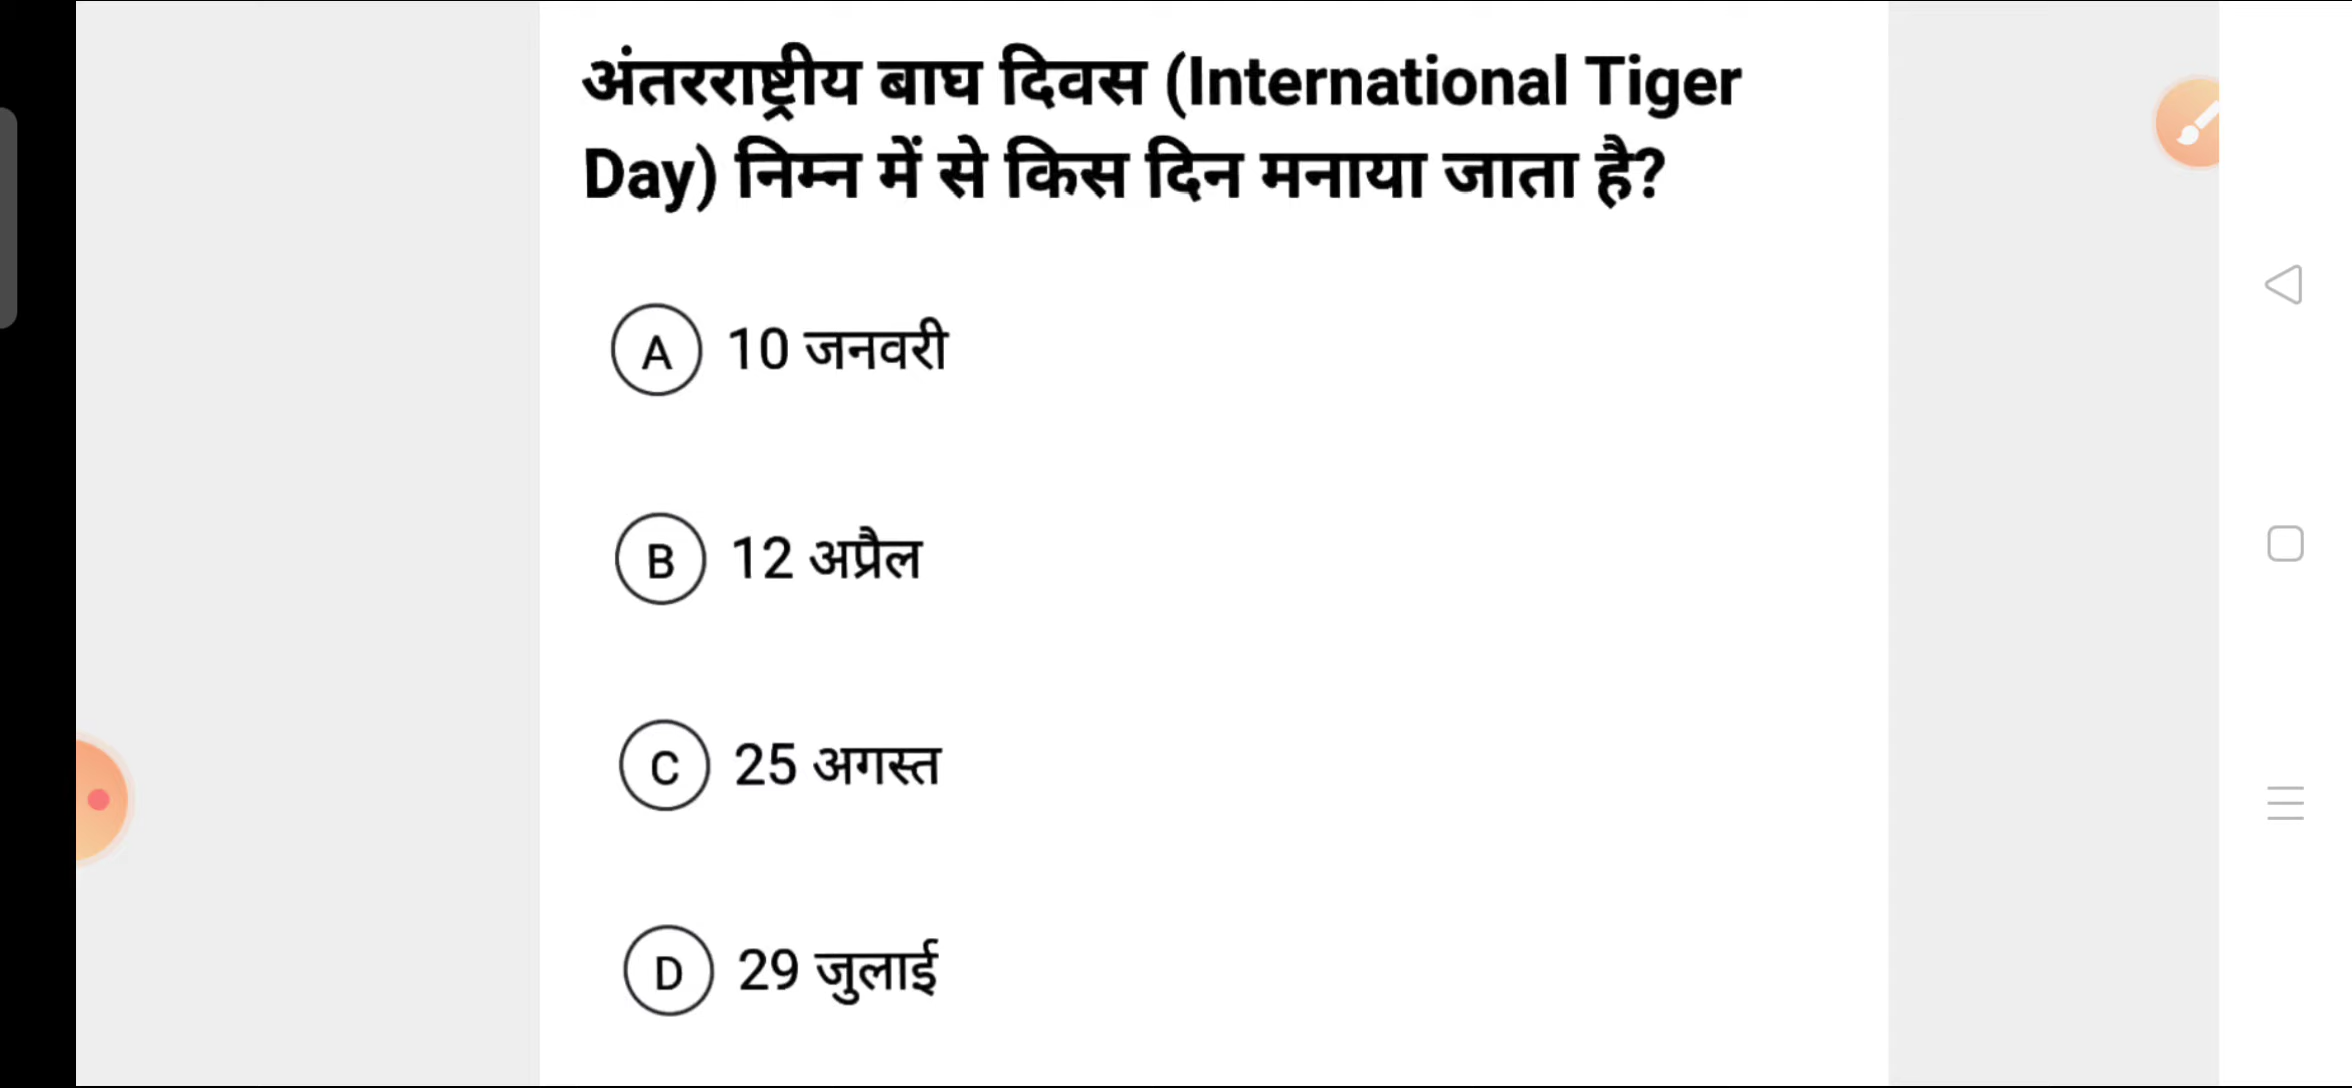 अंतरराष्ट्रीय बाघ दिवस (International Tiger
Day) निम्न में से किस दिन मनाया जाता है?
A 10 जनवरी
B 12 अप्रैल
C 25 अगस्त
D 29 जुलाई